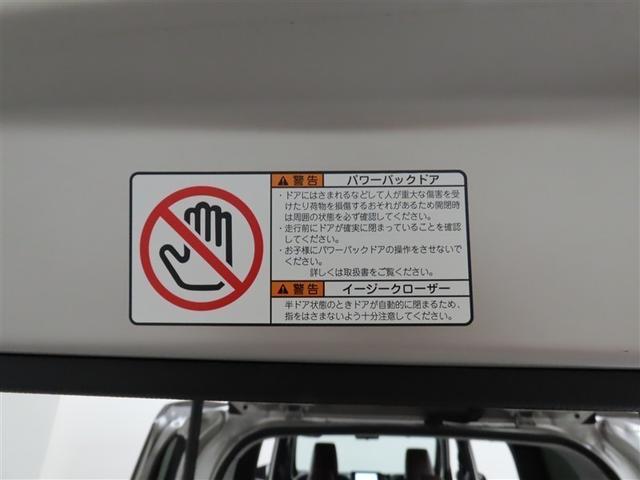 ⚠警告 パワーバックドア
・ドアにはさまれるなどして人が重大な傷害を受
けたり荷物を損傷するおそれがあるため開閉時
は周囲の状態を必ず確認してください。
・走行前にドアが確実に閉まっていることを確認
してください。
・お子様にパワーバックドアの操作をさせないで
ください。
詳しくは取扱書をご覧ください。
⚠警告 イージークローザー
半ドア状態のときドアが自動的に閉まるため、
指をはさまないよう十分注意してください。